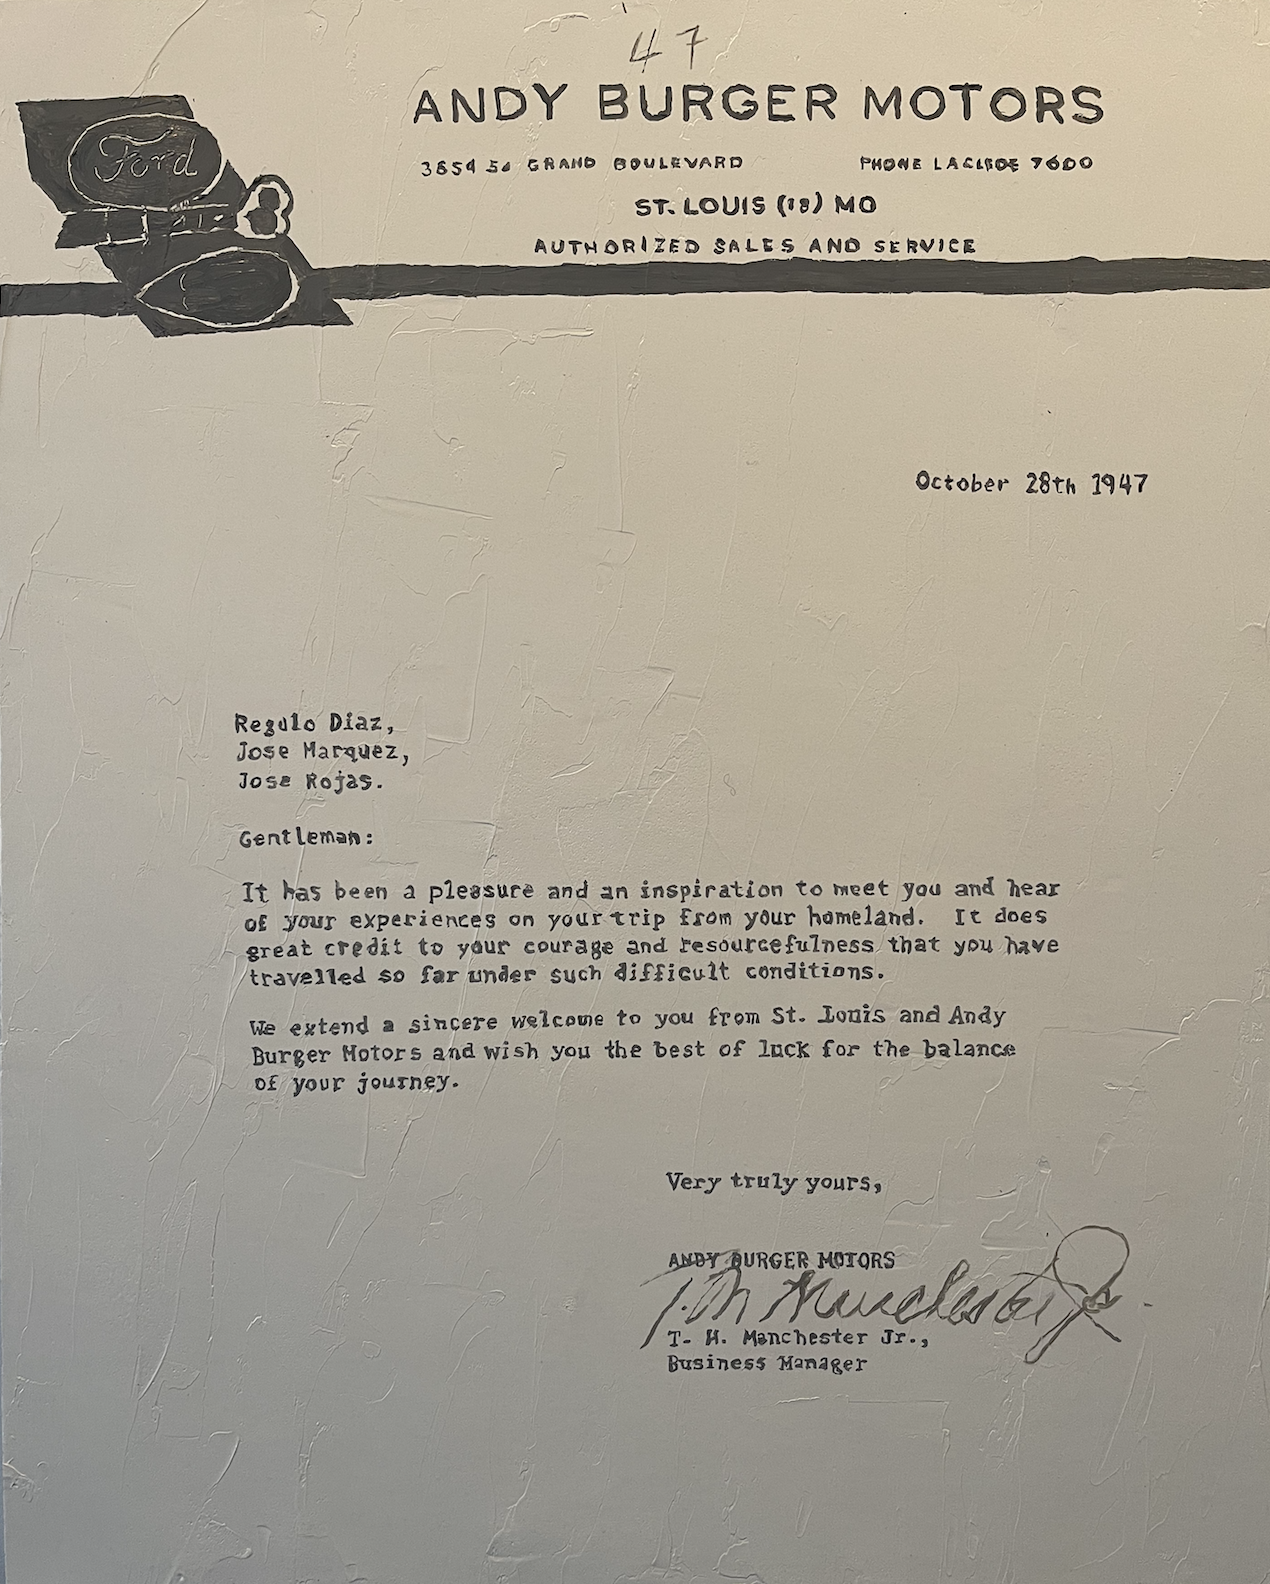 47
ANDY BURGER MOTORS
Ford
3654 So GRAND BOULEVARD PHONE LACLEDE 7600
ST. LOUIS (18) MO
AUTHORIZED SALES AND SERVICE
October 28th 1947
Regulo Diaz,
Jose Marquez,
Jose Rojas.
Gentleman:
It has been a pleasure and an inspiration to meet you and hear
of your experiences on your trip from your homeland. It does
great credit to your courage and resourcefulness that you have
travelled so far under such difficult conditions.
We extend a sincere welcome to you from St. Louis and Andy
Burger Motors and wish you the best of luck for the balance
of your journey.
Very truly yours,
ANDY BURGER MOTORS
T. H. Manchester Jr.
T. H. Manchester Jr.,
Business Manager